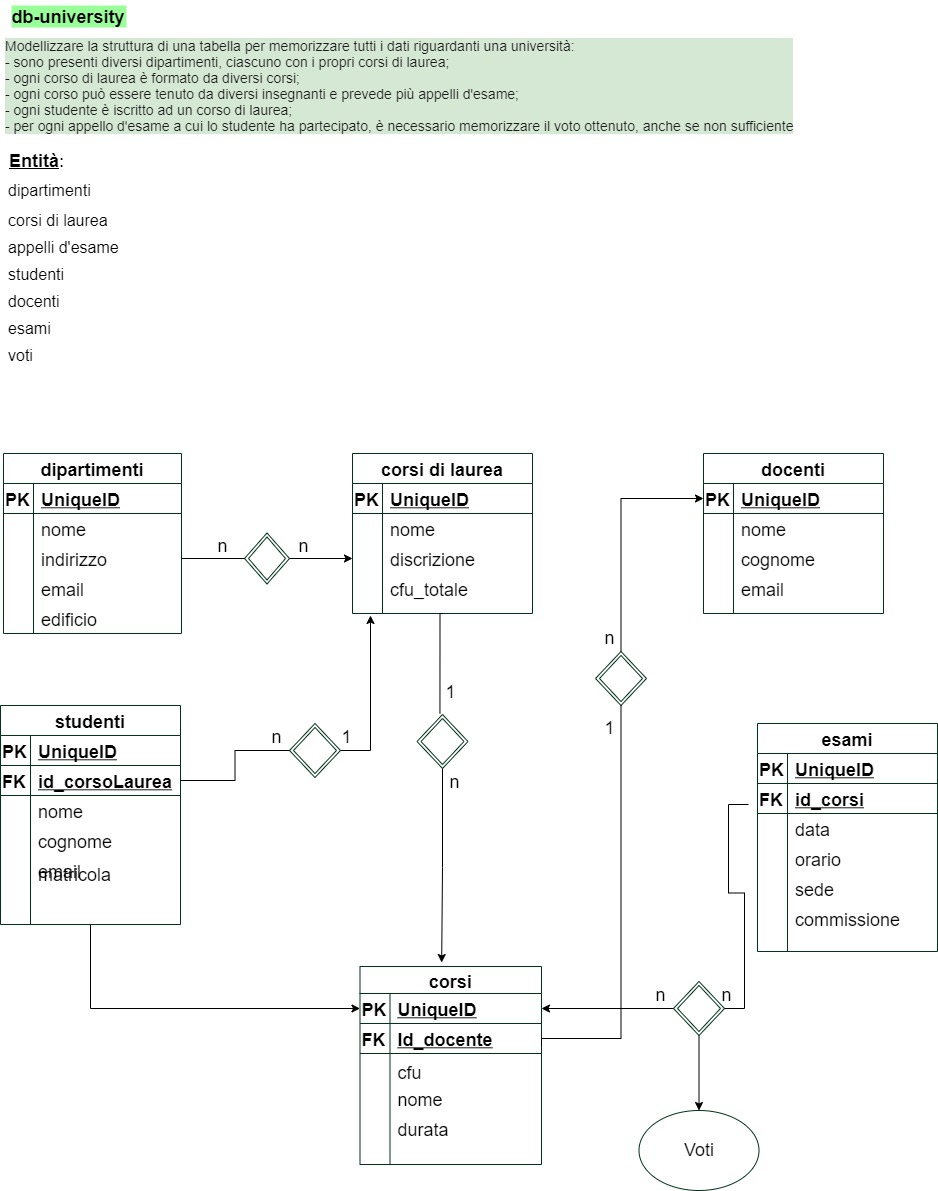 db-university
Modellizzare la struttura di una tabella per memorizzare tutti i dati riguardanti una università:
- sono presenti diversi dipartimenti, ciascuno con i propri corsi di laurea;
- ogni corso di laurea è formato da diversi corsi;
- ogni corso può essere tenuto da diversi insegnanti e prevede più appelli d'esame;
- ogni studente è iscritto ad un corso di laurea;
- per ogni appello d'esame a cui lo studente ha partecipato, è necessario memorizzare il voto ottenuto, anche se non sufficiente
Entità:
dipartimenti
corsi di laurea
appelli d'esame
studenti
docenti
esami
voti
dipartimenti
PK UniqueID
nome
indirizzo
email
edificio
n
n
corsi di laurea
PK UniqueID
nome
discrizione
cfu_totale
docenti
PK UniqueID
nome
cognome
email
n
1
studenti
PK UniqueID
FK id_corsoLaurea
nome
cognome
email
matricola
n
1
1
n
esami
PK UniqueID
FK id_corsi
data
orario
sede
commissione
corsi
PK UniqueID
FK Id_docente
cfu
nome
durata
n
n
Voti